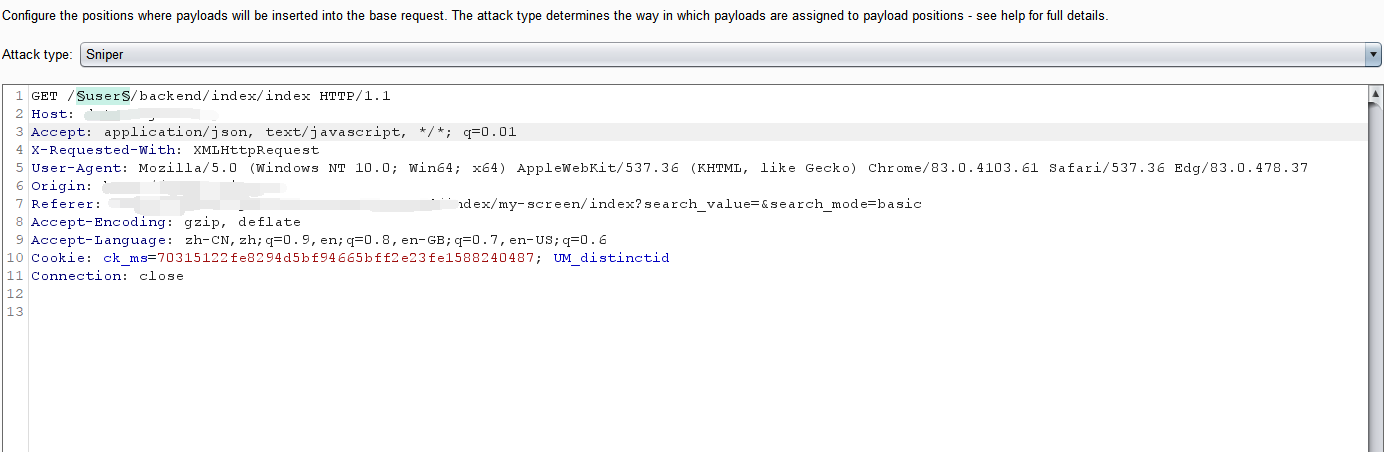 Configure the positions where payloads will be inserted into the base request. The attack type determines the way in which payloads are assigned to payload positions - see help for full details.
Attack type: Sniper
1 GET /§user§/backend/index/index HTTP/1.1
2 Host:
3 Accept: application/json, text/javascript, */*; q=0.01
4 X-Requested-With: XMLHttpRequest
5 User-Agent: Mozilla/5.0 (Windows NT 10.0; Win64; x64) AppleWebKit/537.36 (KHTML, like Gecko) Chrome/83.0.4103.61 Safari/537.36 Edg/83.0.478.37
6 Origin:
7 Referer: index/my-screen/index?search_value=&search_mode=basic
8 Accept-Encoding: gzip, deflate
9 Accept-Language: zh-CN,zh;q=0.9,en;q=0.8,en-GB;q=0.7,en-US;q=0.6
10 Cookie: ck_ms=70315122fe8294d5bf94665bff2e23fe1588240487; UM_distinctid
11 Connection: close
12
13